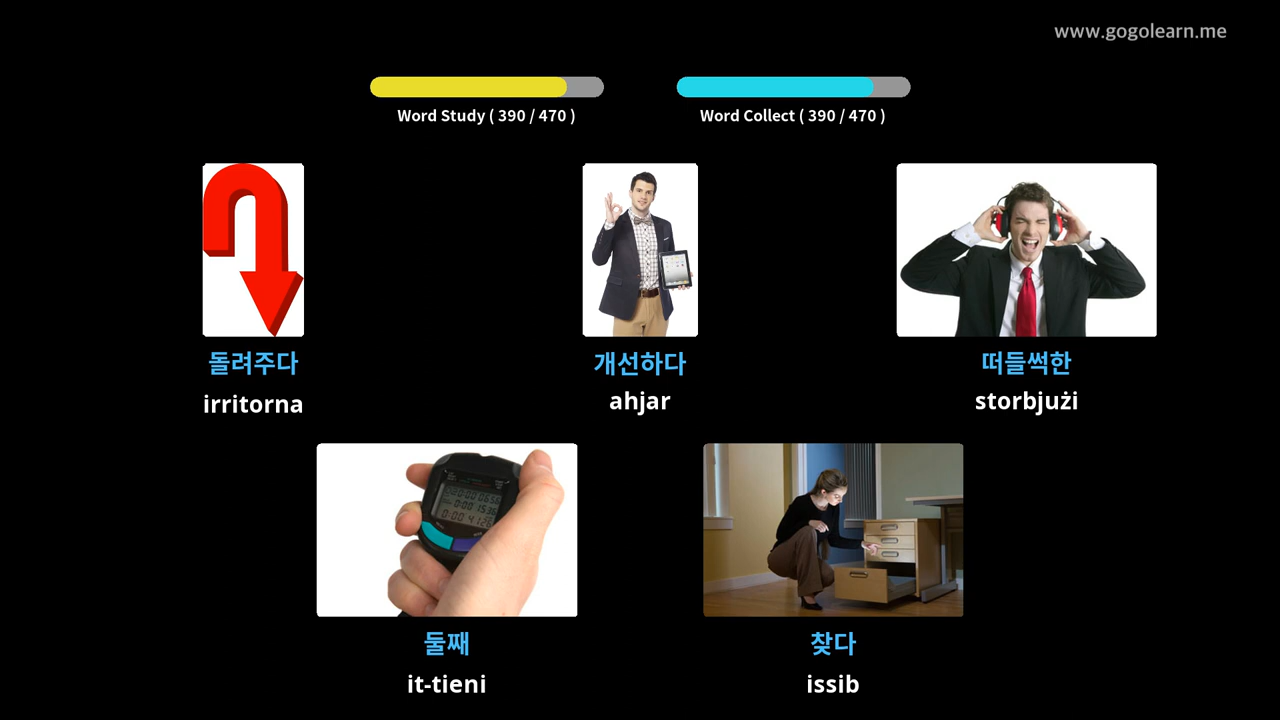 www.gogolearn.me
Word Study ( 390 / 470 )
Word Collect ( 390 / 470 )
돌려주다
irritorna
개선하다
ahjar
떠들썩한
storbjużi
둘째
it-tieni
찾다
issib